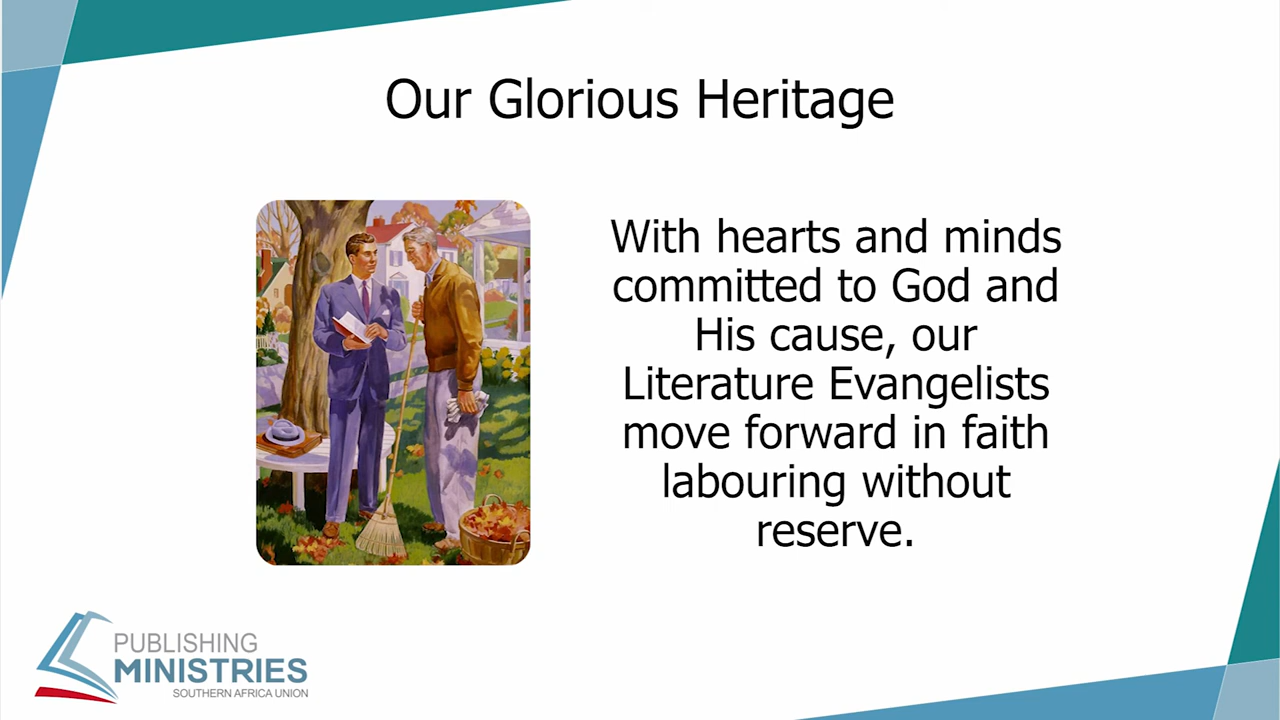 Our Glorious Heritage
With hearts and minds
committed to God and
His cause, our
Literature Evangelists
move forward in faith
labouring without
reserve.
PUBLISHING
MINISTRIES
SOUTHERN AFRICA UNION